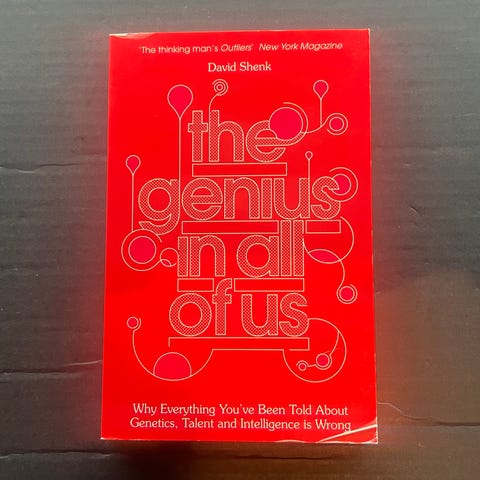 'The thinking man's Outliers' New York Magazine
David Shenk
the
genius
in all
of us
Why Everything You've Been Told About
Genetics, Talent and Intelligence is Wrong